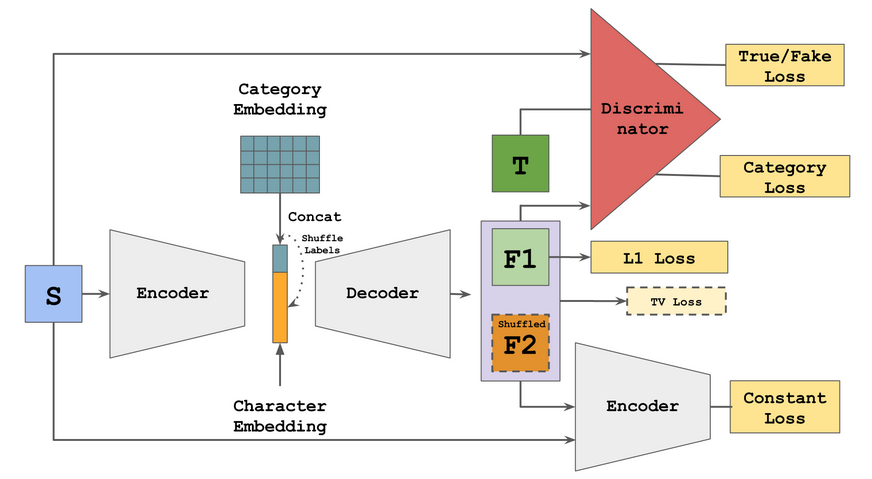 True/Fake
Loss
Category
Embedding
Discrimi
nator
T
Category
Loss
Concat
Shuffle
Labels
F1
L1 Loss
S
Encoder
Decoder
TV Loss
Shuffled
F2
Encoder
Constant
Loss
Character
Embedding